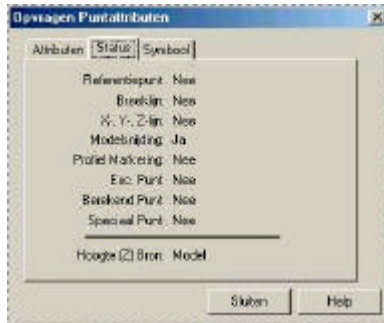 Opvragen Puntattributen
Attributen Status Symbool
Referentiepunt: Nee
Breeklijn: Nee
X-, Y-, Z-lijn: Nee
Modelsnijding: Ja
Profiel Markering: Nee
Exc. Punt: Nee
Berekend Punt: Nee
Speciaal Punt: Nee
Hoogte (Z) Bron: Model
Sluiten Help